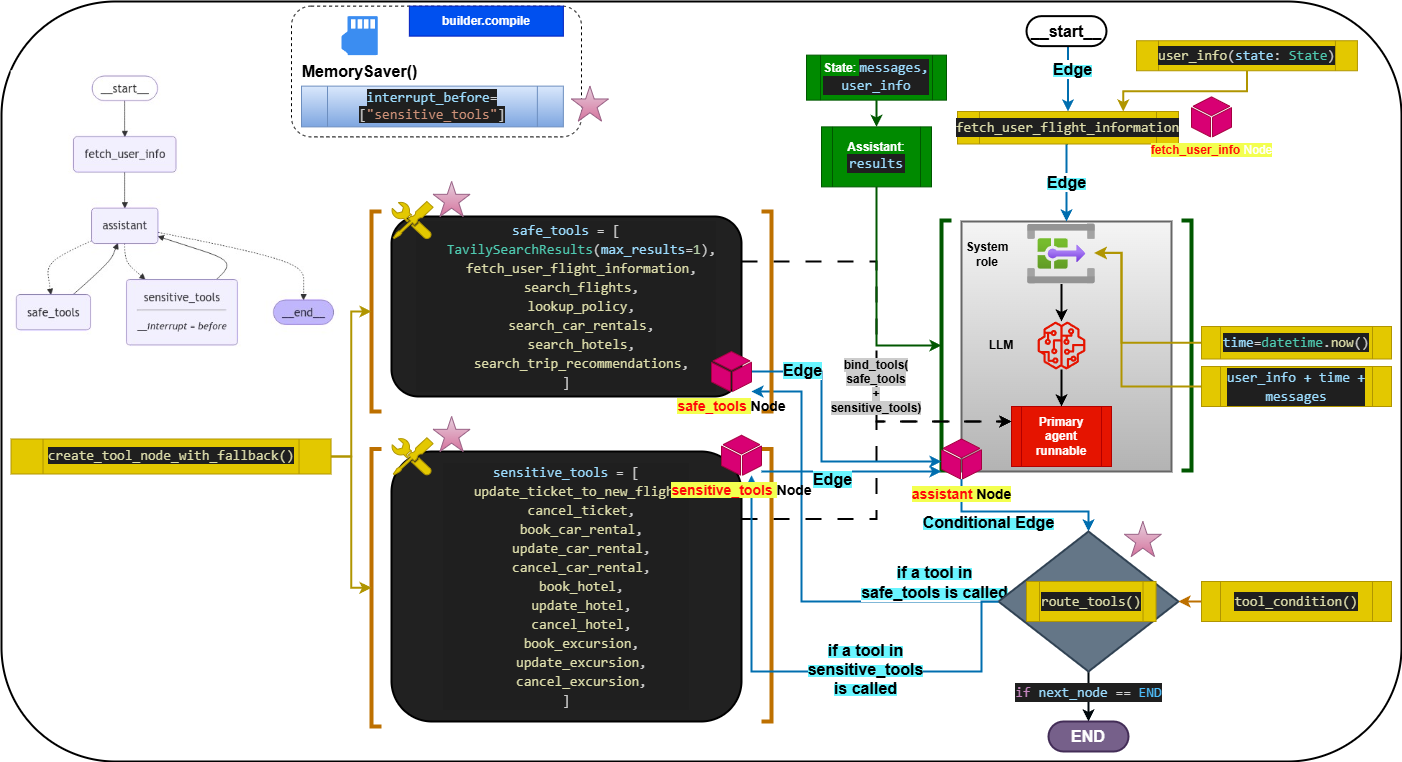 builder.compile
MemorySaver()
interrupt_before=
["sensitive_tools"]
__start__
fetch_user_info
assistant
safe_tools
sensitive_tools
__Interrupt = before
__end__
State: messages,
user_info
Assistant:
results
__start__
Edge
user_info(state: State)
fetch_user_flight_information
fetch_user_info Node
Edge
safe_tools = [
TavilySearchResults(max_results=1),
fetch_user_flight_information,
search_flights,
lookup_policy,
search_car_rentals,
search_hotels,
search_trip_recommendations,
]
safe_tools Node
Edge
bind_tools(
safe_tools
+
sensitive_tools)
System
role
LLM
Primary
agent
runnable
time=datetime.now()
user_info + time +
messages
create_tool_node_with_fallback()
sensitive_tools = [
update_ticket_to_new_fligh
cancel_ticket,
book_car_rental,
update_car_rental,
cancel_car_rental,
book_hotel,
update_hotel,
cancel_hotel,
book_excursion,
update_excursion,
cancel_excursion,
]
sensitive_tools Node
Edge
assistant Node
Conditional Edge
if a tool in
safe_tools is called
route_tools()
tool_condition()
if a tool in
sensitive_tools
is called
if next_node == END
END